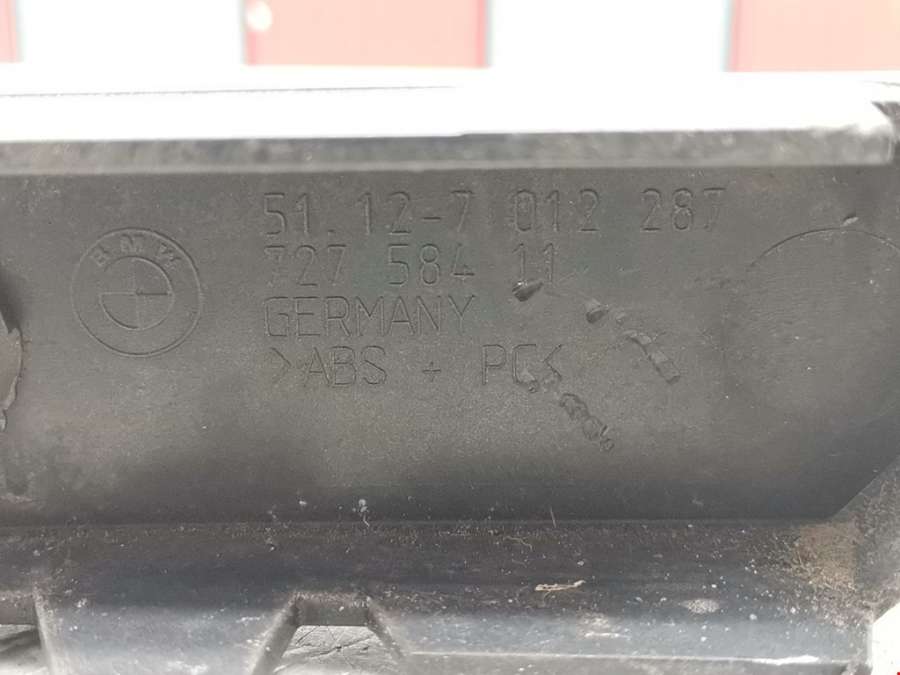 BMW
51.12-7 012 287
727 584 11
GERMANY
>ABS + PC<